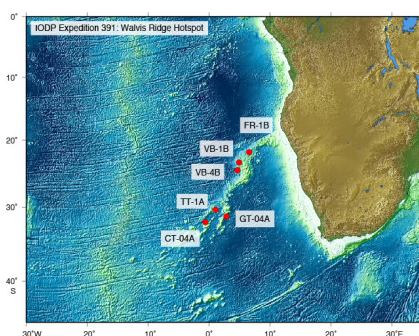 IODP Expedition 391: Walvis Ridge Hotspot
0°
10°
20°
30°
40°
S
FR-1B
VB-1B
VB-4B
TT-1A
GT-04A
CT-04A
30°W 20° 10° 0° 10° 20° 30°E